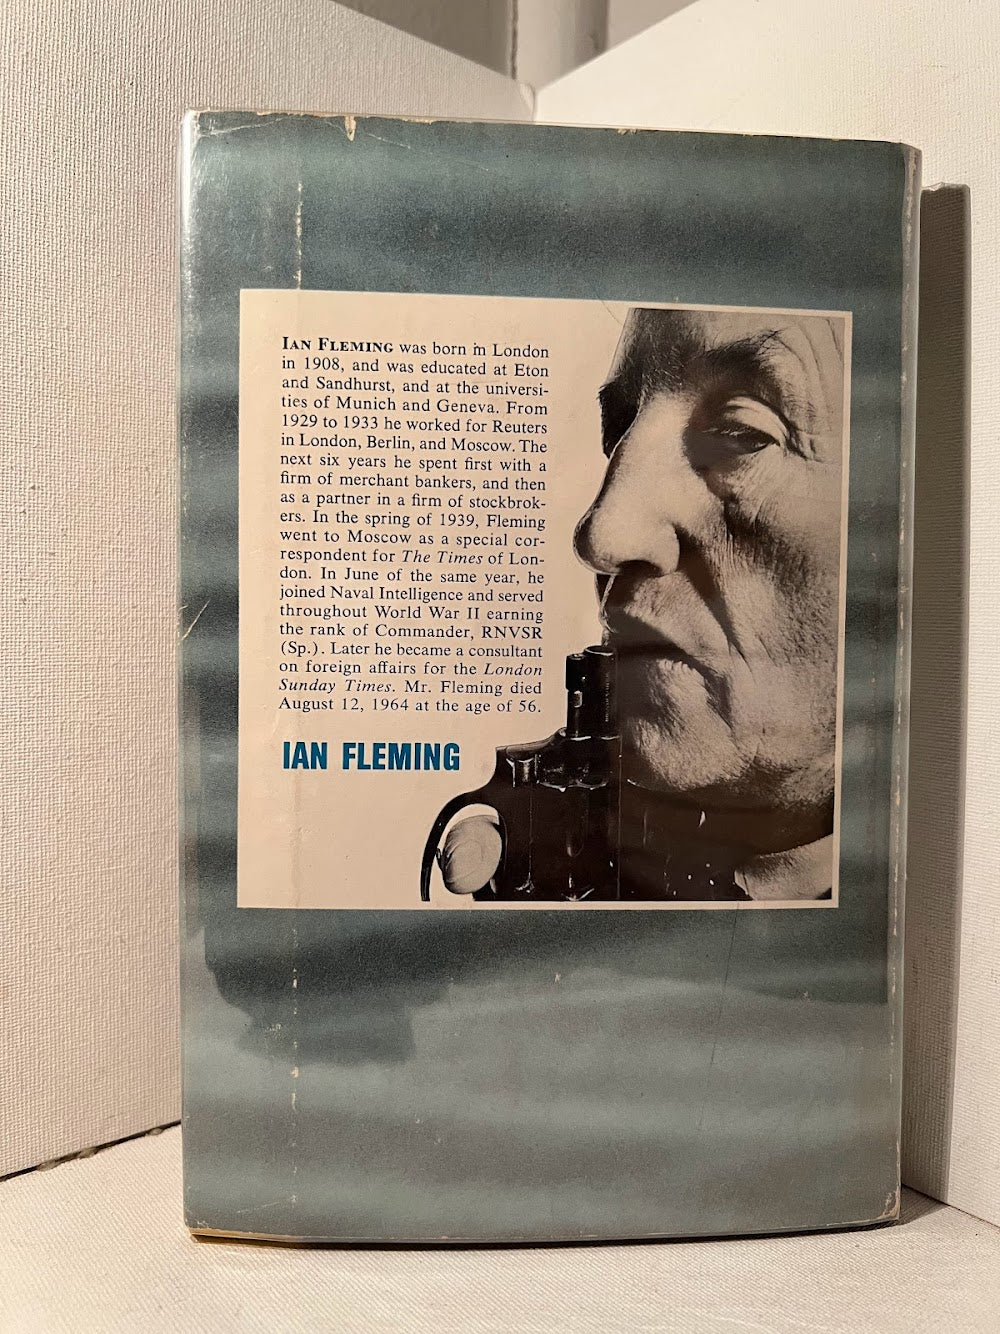 IAN FLEMING was born in London
in 1908, and was educated at Eton
and Sandhurst, and at the universi-
ties of Munich and Geneva. From
1929 to 1933 he worked for Reuters
in London, Berlin, and Moscow. The
next six years he spent first with a
firm of merchant bankers, and then
as a partner in a firm of stockbrok-
ers. In the spring of 1939, Fleming
went to Moscow as a special cor-
respondent for The Times of Lon-
don. In June of the same year, he
joined Naval Intelligence and served
throughout World War II earning
the rank of Commander, RNVSR
(Sp.). Later he became a consultant
on foreign affairs for the London
Sunday Times. Mr. Fleming died
August 12, 1964 at the age of 56.
IAN FLEMING